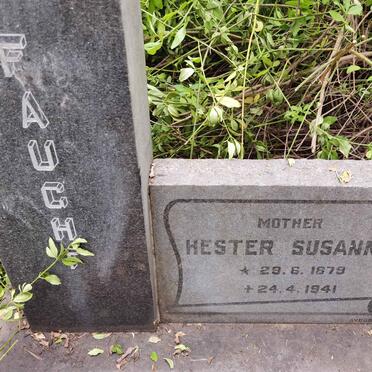 F
A
U
C
H
MOTHER
HESTER SUSANN
★ 29.6.1879
✝ 24.4.1941